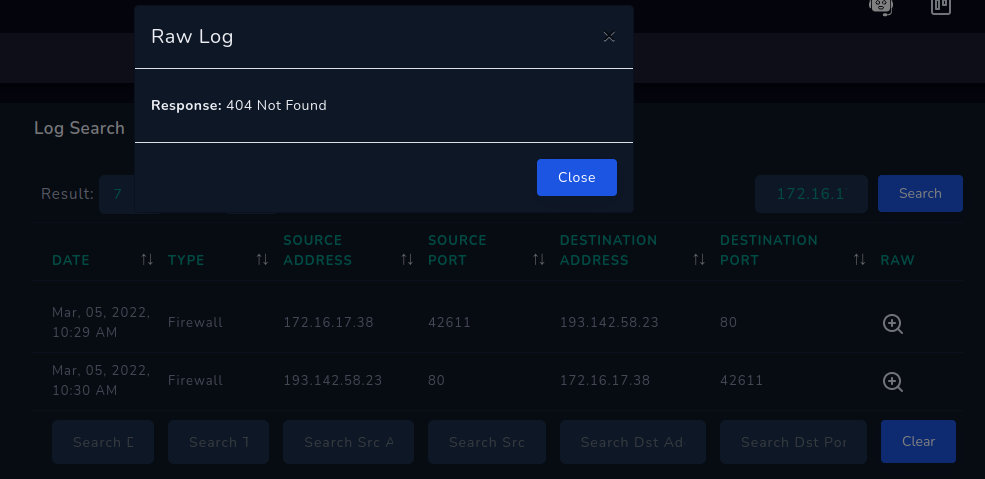 Raw Log
×
Response: 404 Not Found
Close
Log Search
Result: 7
172.16.1
Search
DATE ↑↓ TYPE ↑↓ SOURCE ADDRESS ↑↓ SOURCE PORT ↑↓ DESTINATION ADDRESS ↑↓ DESTINATION PORT ↑↓ RAW
Mar, 05, 2022, 10:29 AM Firewall 172.16.17.38 42611 193.142.58.23 80
Mar, 05, 2022, 10:30 AM Firewall 193.142.58.23 80 172.16.17.38 42611
Search D Search T Search Src A Search Src Search Dst Ad Search Dst Por Clear